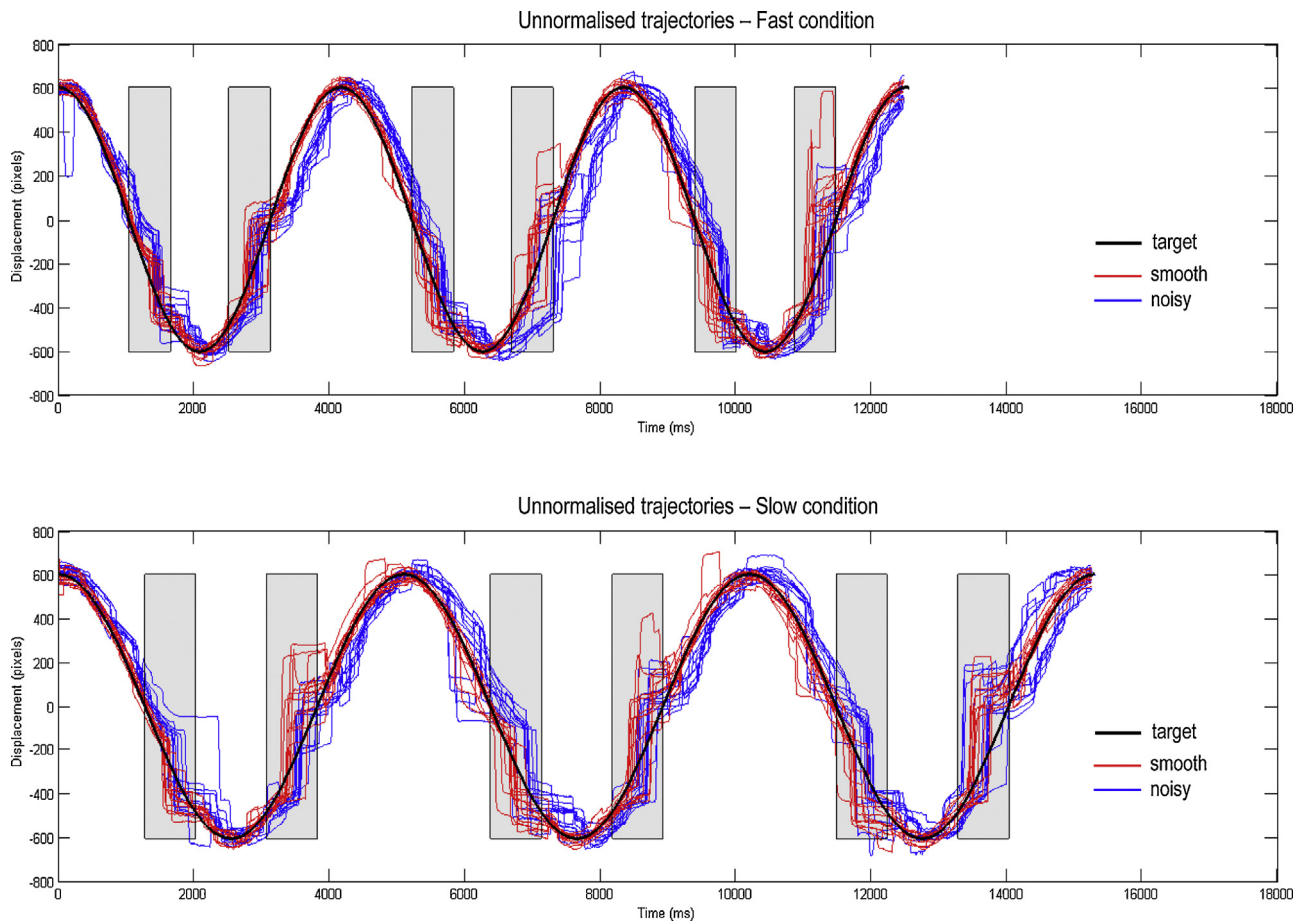 Unnormalised trajectories – Fast condition
800
600
400
200
0
-200
-400
-600
-800
Displacement (pixels)
0 2000 4000 6000 8000 10000 12000 14000 16000 18000
Time (ms)
target
smooth
noisy
Unnormalised trajectories – Slow condition
800
600
400
200
0
-200
-400
-600
-800
Displacement (pixels)
0 2000 4000 6000 8000 10000 12000 14000 16000 18000
Time (ms)
target
smooth
noisy